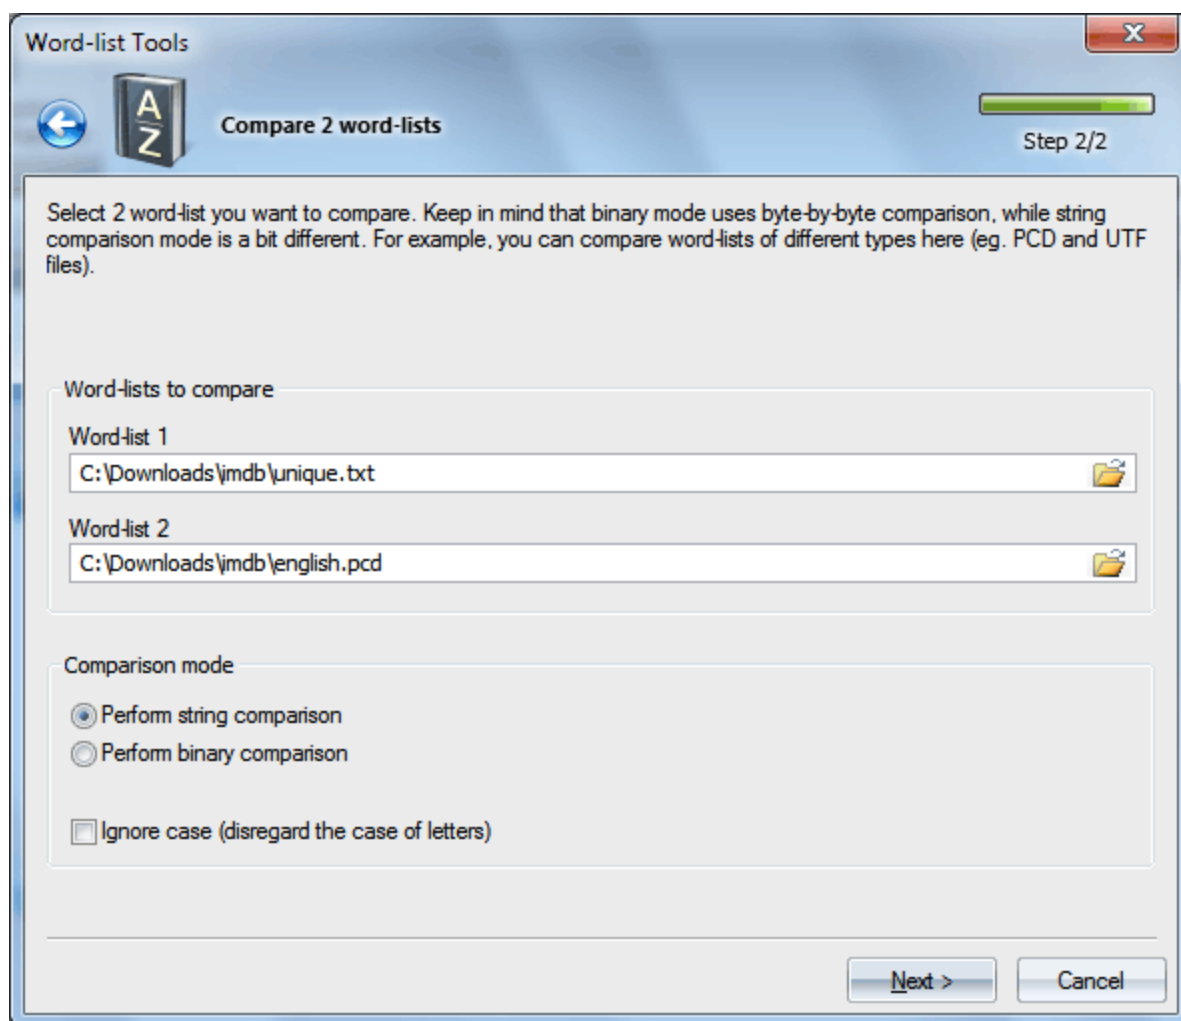 Word-list Tools
A
Z
Compare 2 word-lists
Step 2/2
Select 2 word-list you want to compare. Keep in mind that binary mode uses byte-by-byte comparison, while string
comparison mode is a bit different. For example, you can compare word-lists of different types here (eg. PCD and UTF
files).
Word-lists to compare
Word-list 1
C:\Downloads\imdb\unique.txt
Word-list 2
C:\Downloads\imdb\english.pcd
Comparison mode
Perform string comparison
Perform binary comparison
Ignore case (disregard the case of letters)
Next >
Cancel